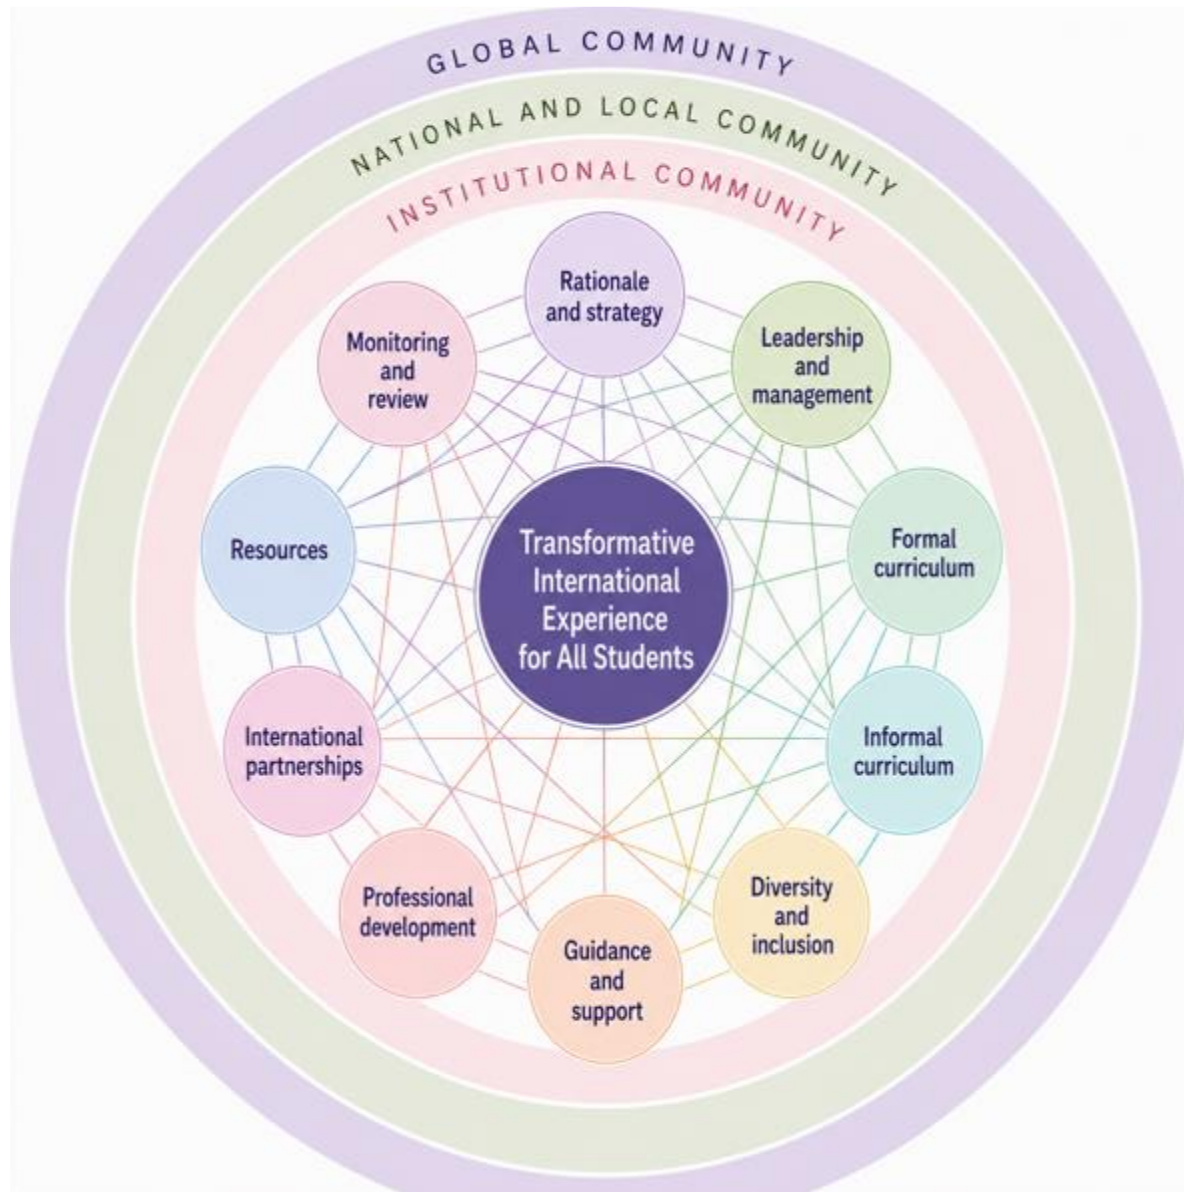 GLOBAL COMMUNITY
NATIONAL AND LOCAL COMMUNITY
INSTITUTIONAL COMMUNITY
Rationale
and strategy
Leadership
and
management
Formal
curriculum
Informal
curriculum
Diversity
and
inclusion
Guidance
and
support
Professional
development
International
partnerships
Resources
Monitoring
and
review
Transformative
International
Experience
for All Students